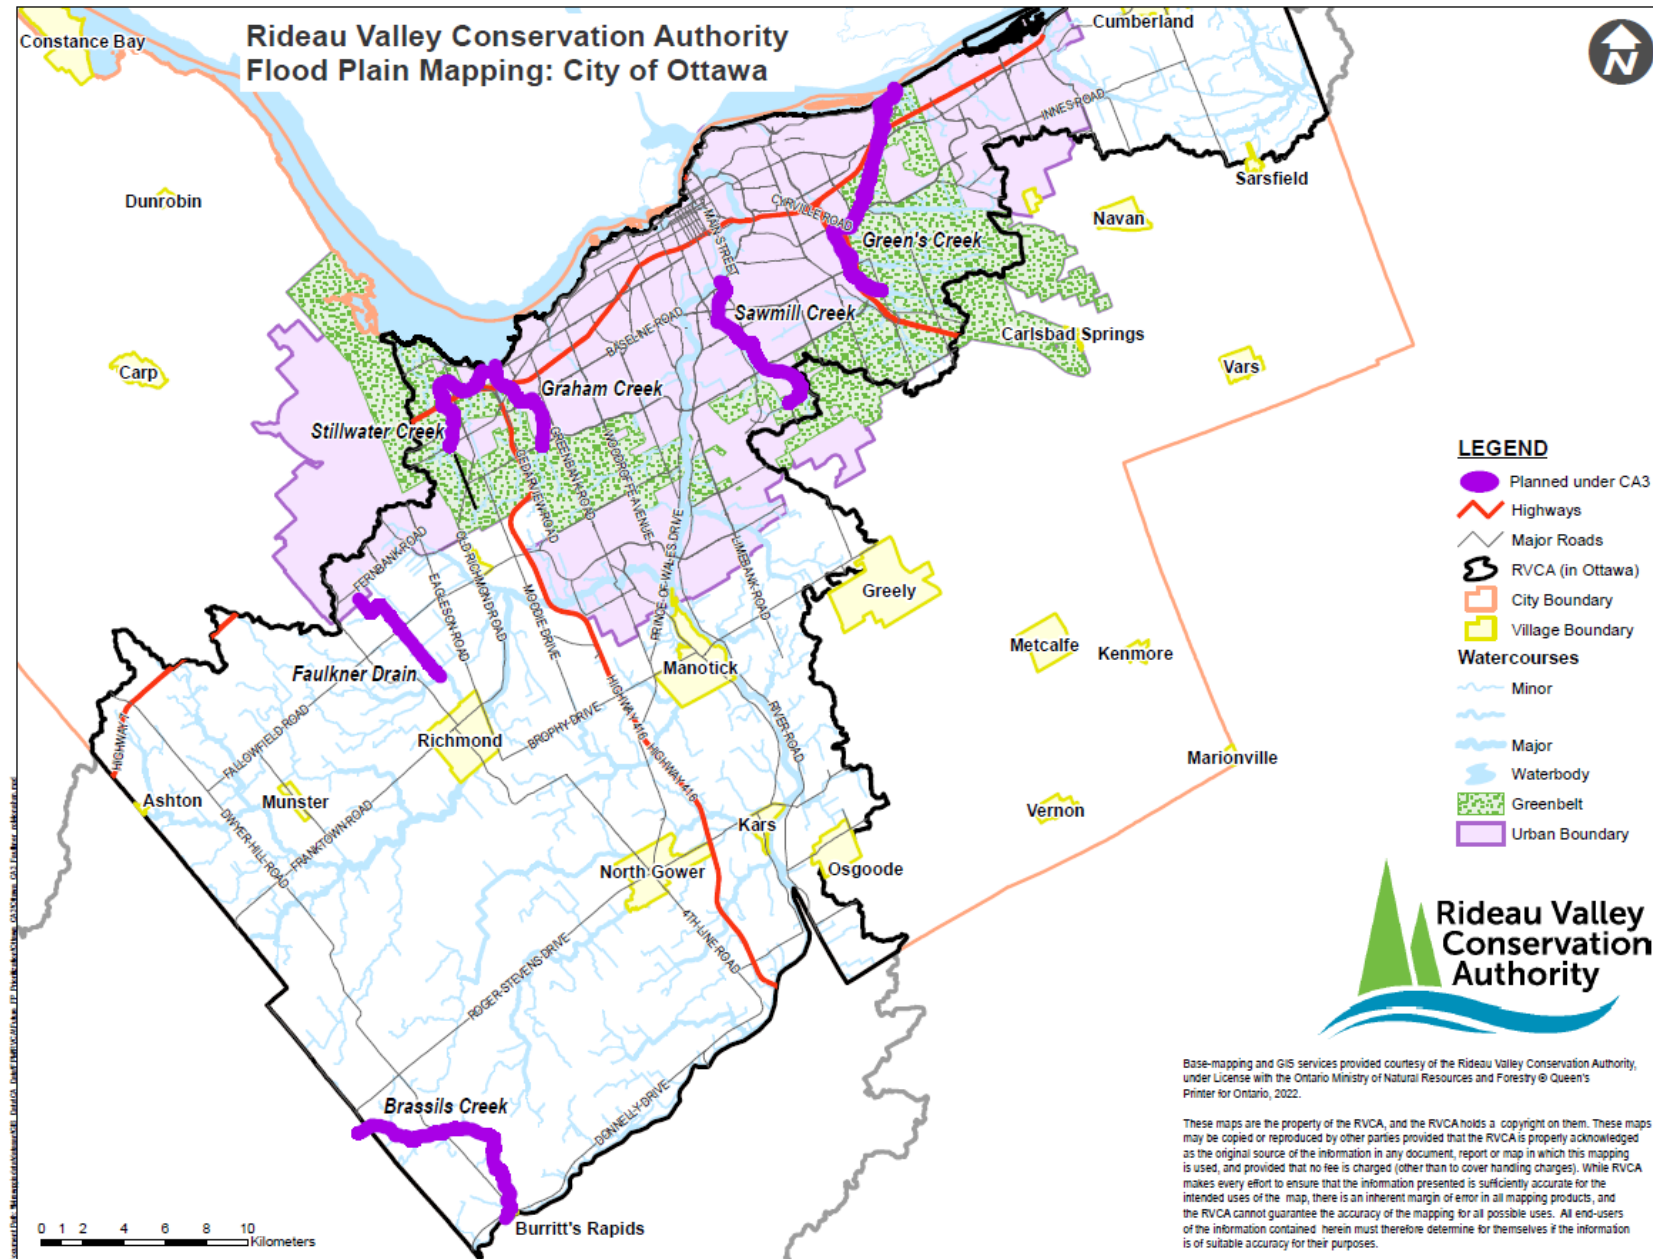 Rideau Valley Conservation Authority
Flood Plain Mapping: City of Ottawa
Constance Bay
Cumberland
N
INNES ROAD
Dunrobin
Sarsfield
Navan
CYRVILLE ROAD
MAIN STREET
Green's Creek
Sawmill Creek
BASELINE ROAD
Carlsbad Springs
Carp
Vars
Graham Creek
Stillwater Creek
GREENBANK ROAD
WOODROFFE AVENUE
CEDARVIEW ROAD
LEGEND
Planned under CA3
Highways
Major Roads
RVCA (in Ottawa)
City Boundary
Village Boundary
Watercourses
Minor
Major
Waterbody
Greenbelt
Urban Boundary
FERNBANK ROAD
OLD RICHMOND ROAD
EAGLESON ROAD
MOODIE DRIVE
PRINCE OF WALES DRIVE
LIMEBANK ROAD
Greely
Metcalfe
Kenmore
Manotick
Faulkner Drain
HIGHWAY 7
FALLOWFIELD ROAD
Richmond
BROPHY DRIVE
HIGHWAY 416
HIGHWAY 416
RIVER ROAD
Marionville
Ashton
Munster
DWYER HILL ROAD
FRANKTOWN ROAD
Kars
Vernon
North Gower
Osgoode
4TH LINE ROAD
ROGER STEVENS DRIVE
DONNELLY DRIVE
Brassils Creek
Burritt's Rapids
0 1 2 4 6 8 10
Kilometers
Rideau Valley
Conservation
Authority
Base-mapping and GIS services provided courtesy of the Rideau Valley Conservation Authority,
under License with the Ontario Ministry of Natural Resources and Forestry © Queen's
Printer for Ontario, 2022.
These maps are the property of the RVCA, and the RVCA holds a copyright on them. These maps
may be copied or reproduced by other parties provided that the RVCA is properly acknowledged
as the original source of the information in any document, report or map in which this mapping
is used, and provided that no fee is charged (other than to cover handling charges). While RVCA
makes every effort to ensure that the information presented is sufficiently accurate for the
intended uses of the map, there is an inherent margin of error in all mapping products, and
the RVCA cannot guarantee the accuracy of the mapping for all possible uses. All end-users
of the information contained herein must therefore determine for themselves if the information
is of suitable accuracy for their purposes.